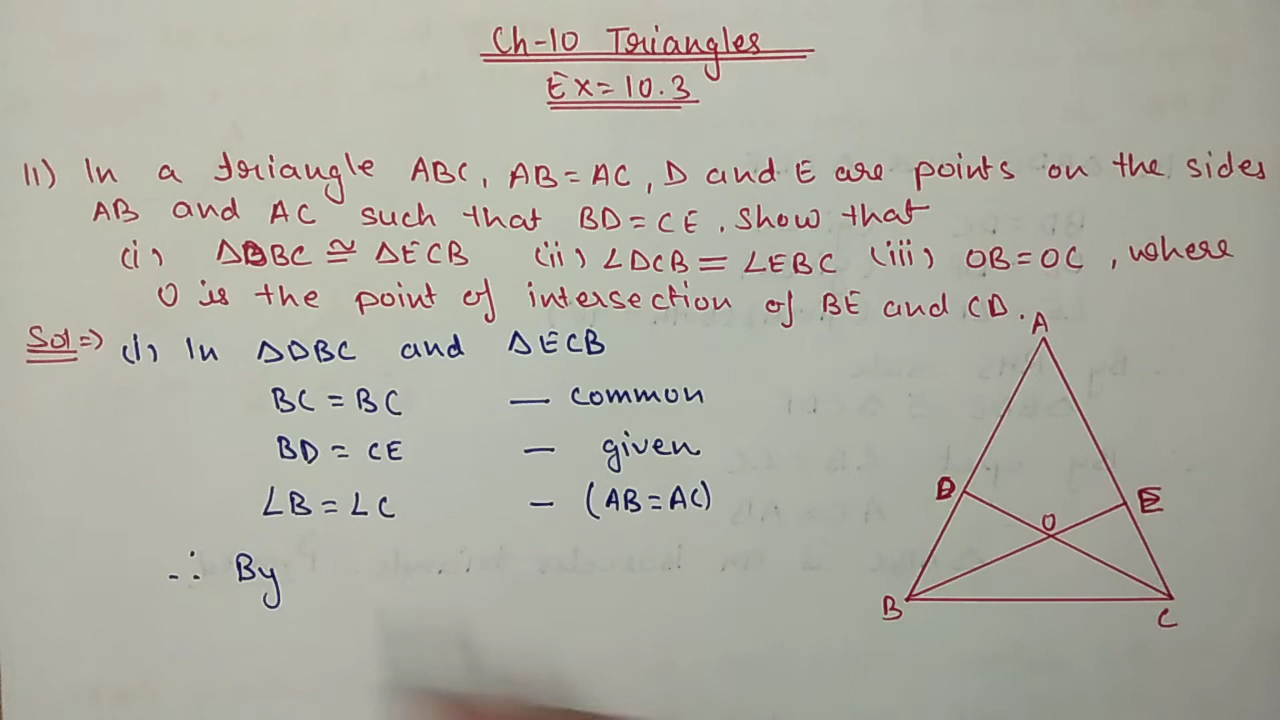 Ch-10 Triangles
Ex = 10.3
11) In a triangle ABC, AB = AC, D and E are points on the sides
AB and AC such that BD = CE. Show that
(i) ΔDBC ≅ ΔECB (ii) ∠DCB = ∠EBC (iii) OB = OC, where
O is the point of intersection of BE and CD.
Sol => (i) In ΔDBC and ΔECB
BC = BC — common
BD = CE — given
∠B = ∠C — (AB = AC)
∴ By
A
D
E
O
B
C